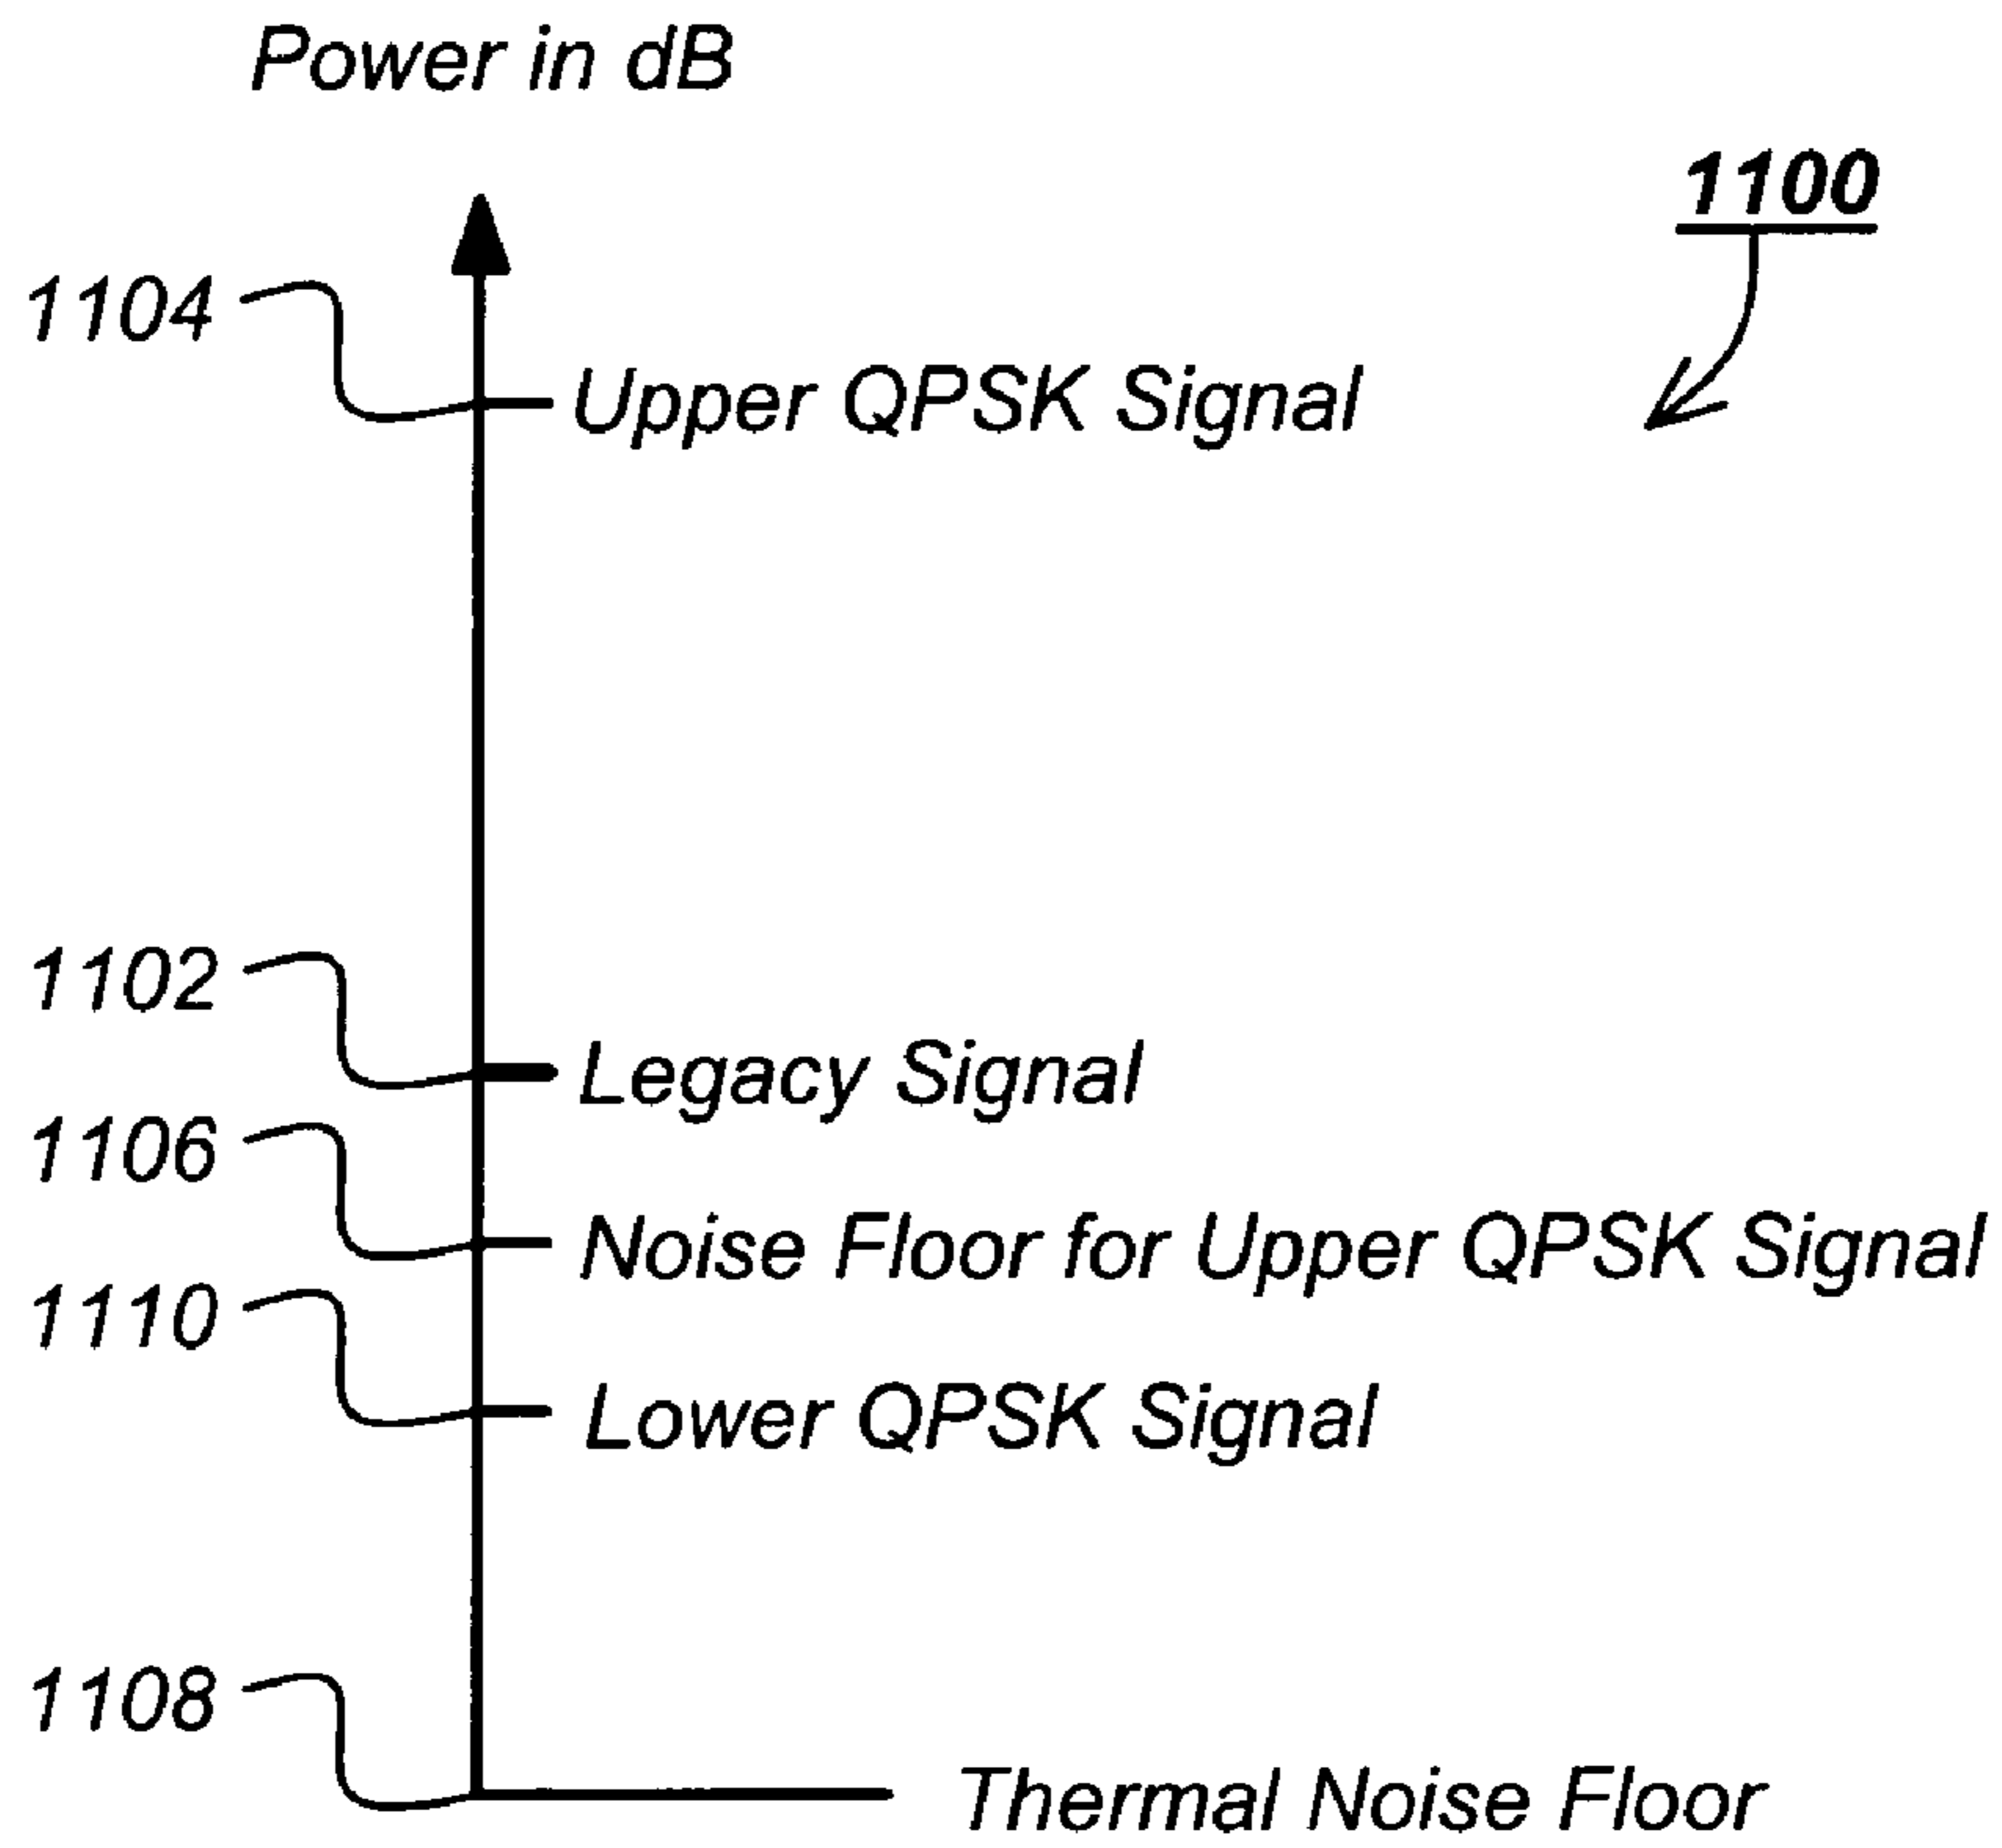 Power in dB
1100
1104
Upper QPSK Signal
1102
Legacy Signal
1106
Noise Floor for Upper QPSK Signal
1110
Lower QPSK Signal
1108
Thermal Noise Floor